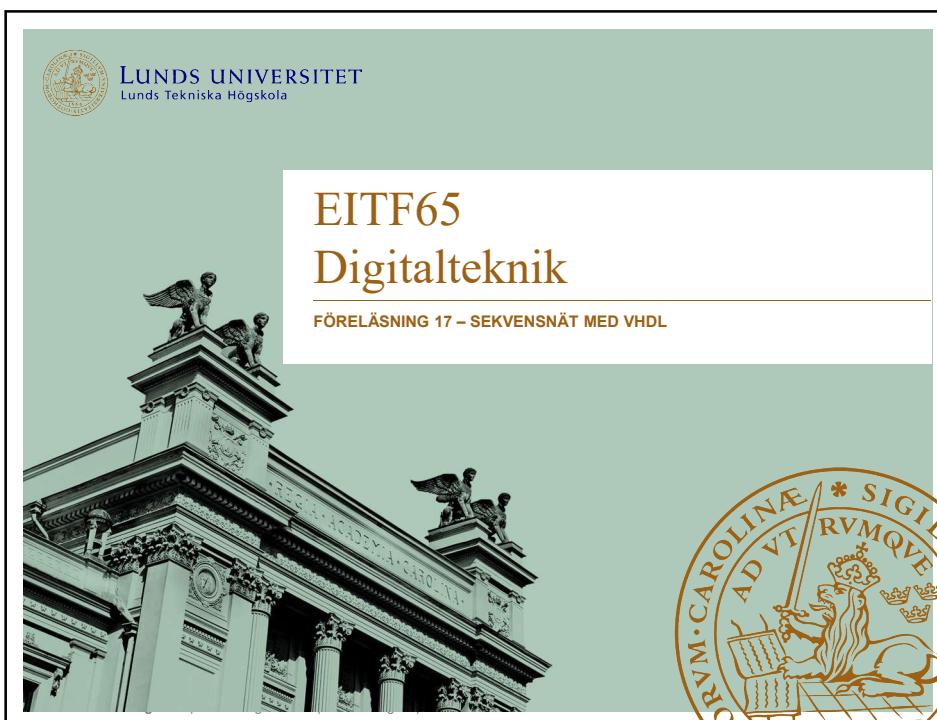 LUNDS UNIVERSITET
Lunds Tekniska Högskola
EITF65
Digitalteknik
FÖRELÄSNING 17 – SEKVENSNÄT MED VHDL
·REGIA·ACADEMIA·CAROLINA·
RVM·CAROLINÆ * SIGIL
AD VT RVMQVE